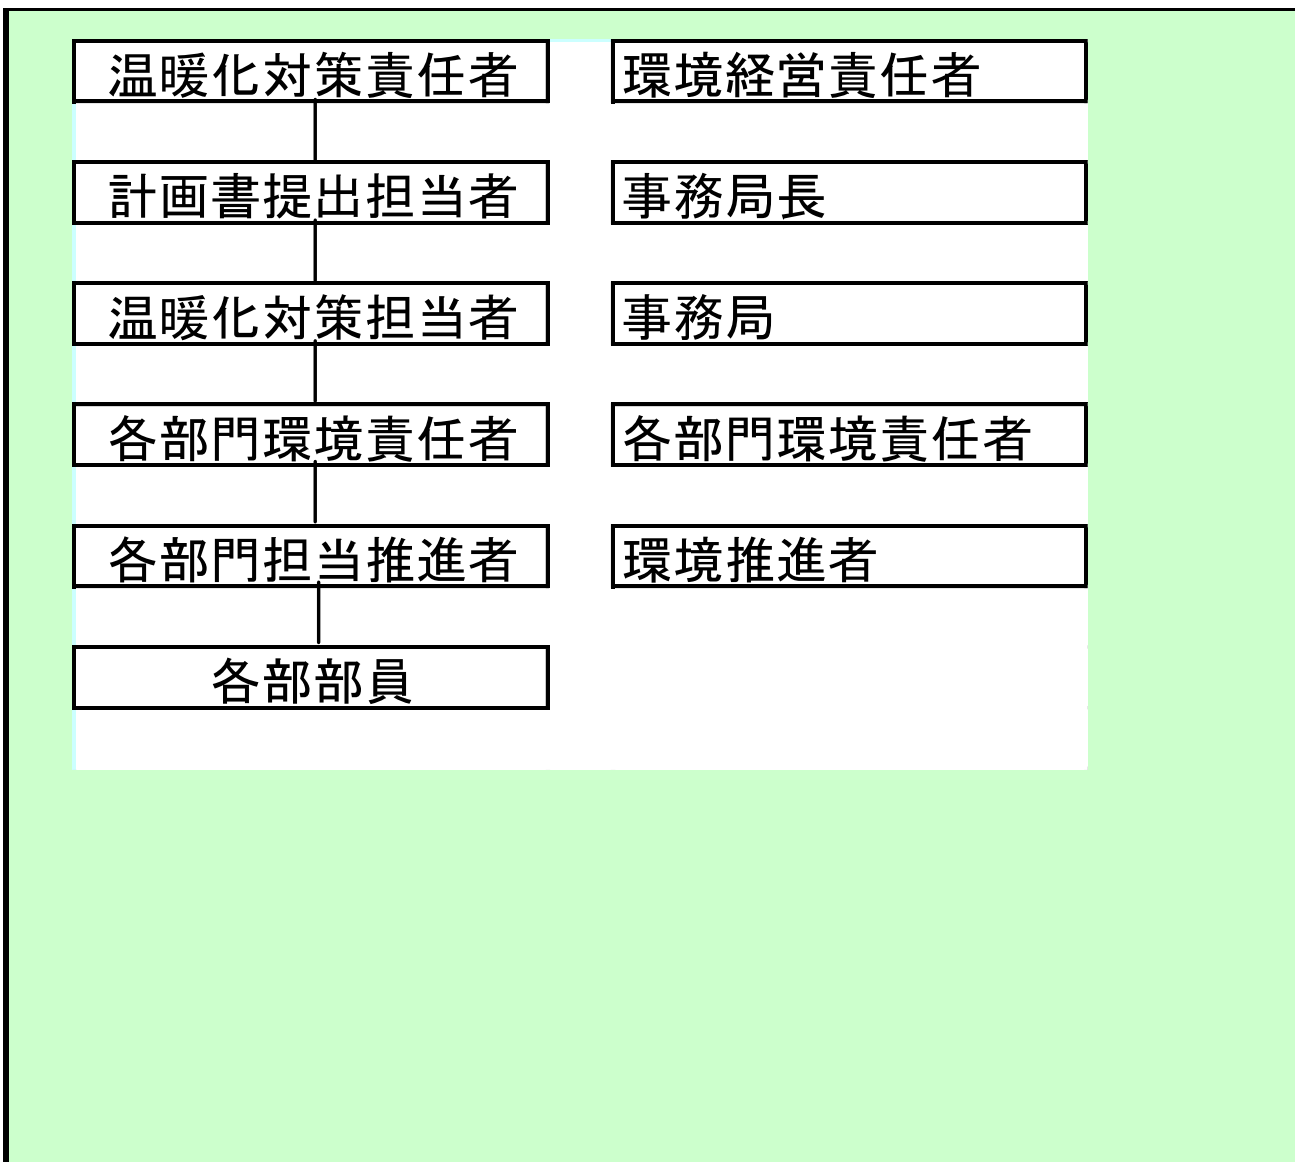 温暖化対策責任者 環境経営責任者
計画書提出担当者 事務局長
温暖化対策担当者 事務局
各部門環境責任者 各部門環境責任者
各部門担当推進者 環境推進者
各部部員